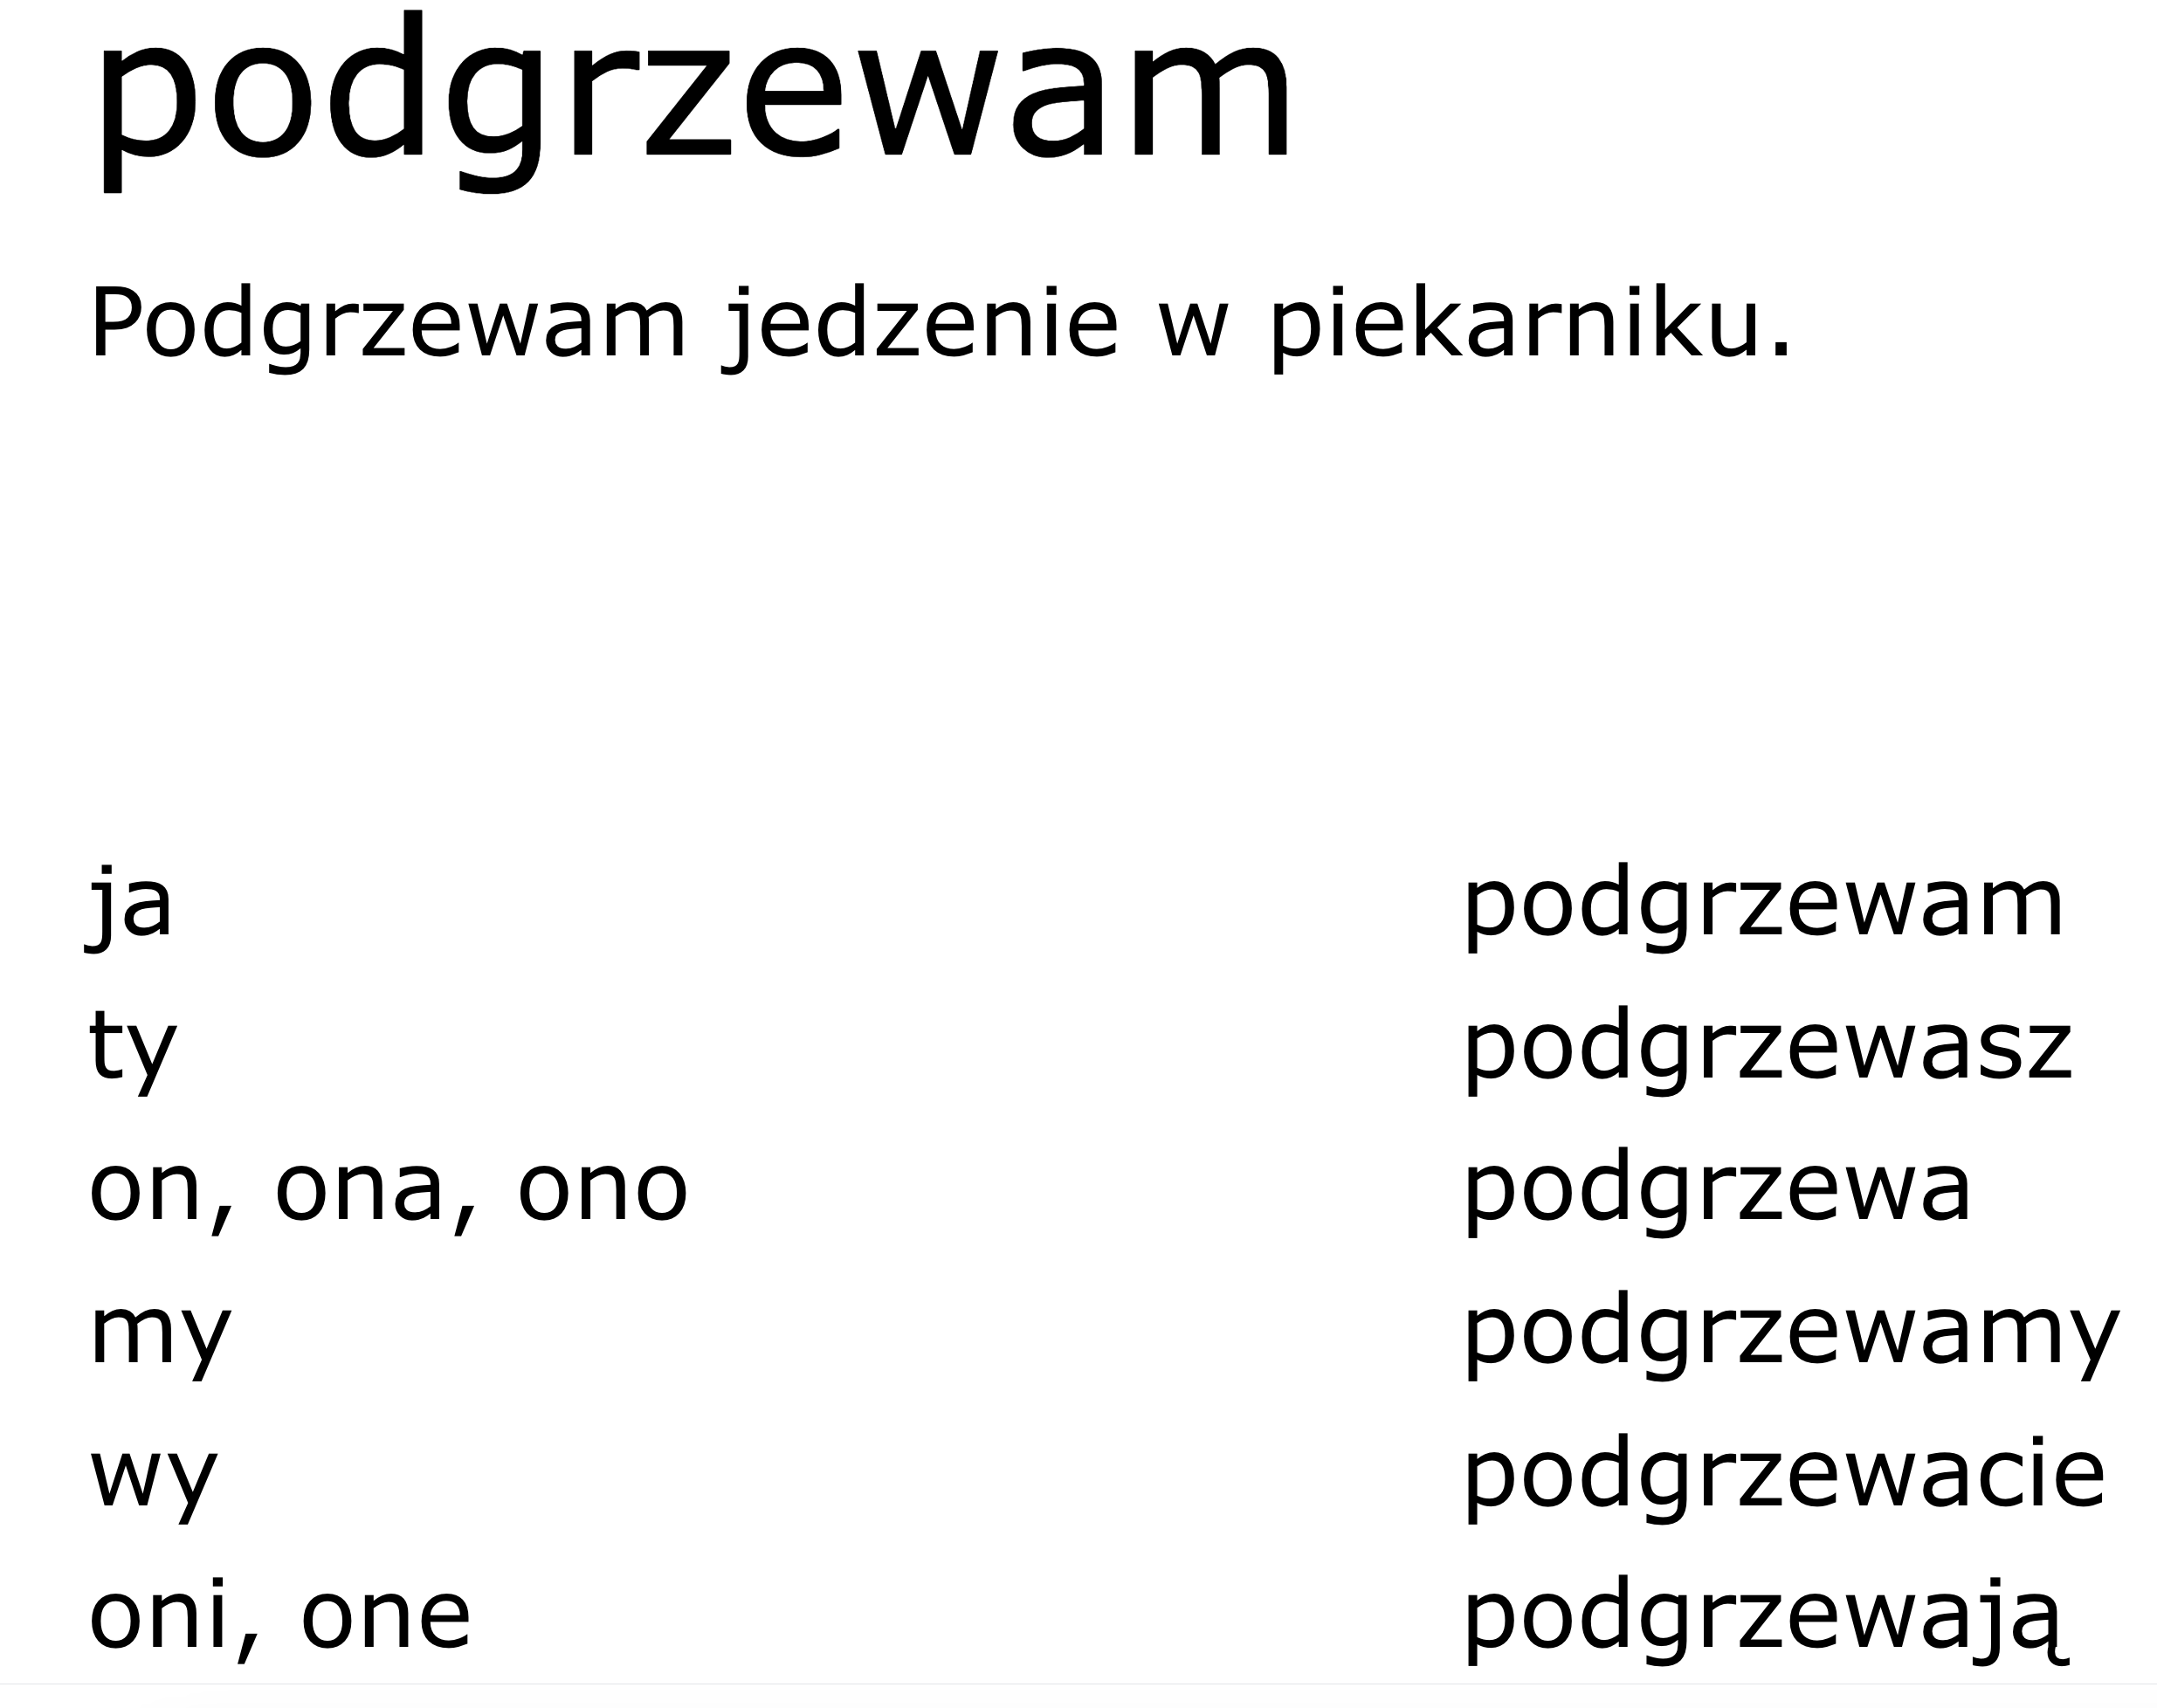 podgrzewam
Podgrzewam jedzenie w piekarniku.
ja podgrzewam
ty podgrzewasz
on, ona, ono podgrzewa
my podgrzewamy
wy podgrzewacie
oni, one podgrzewają